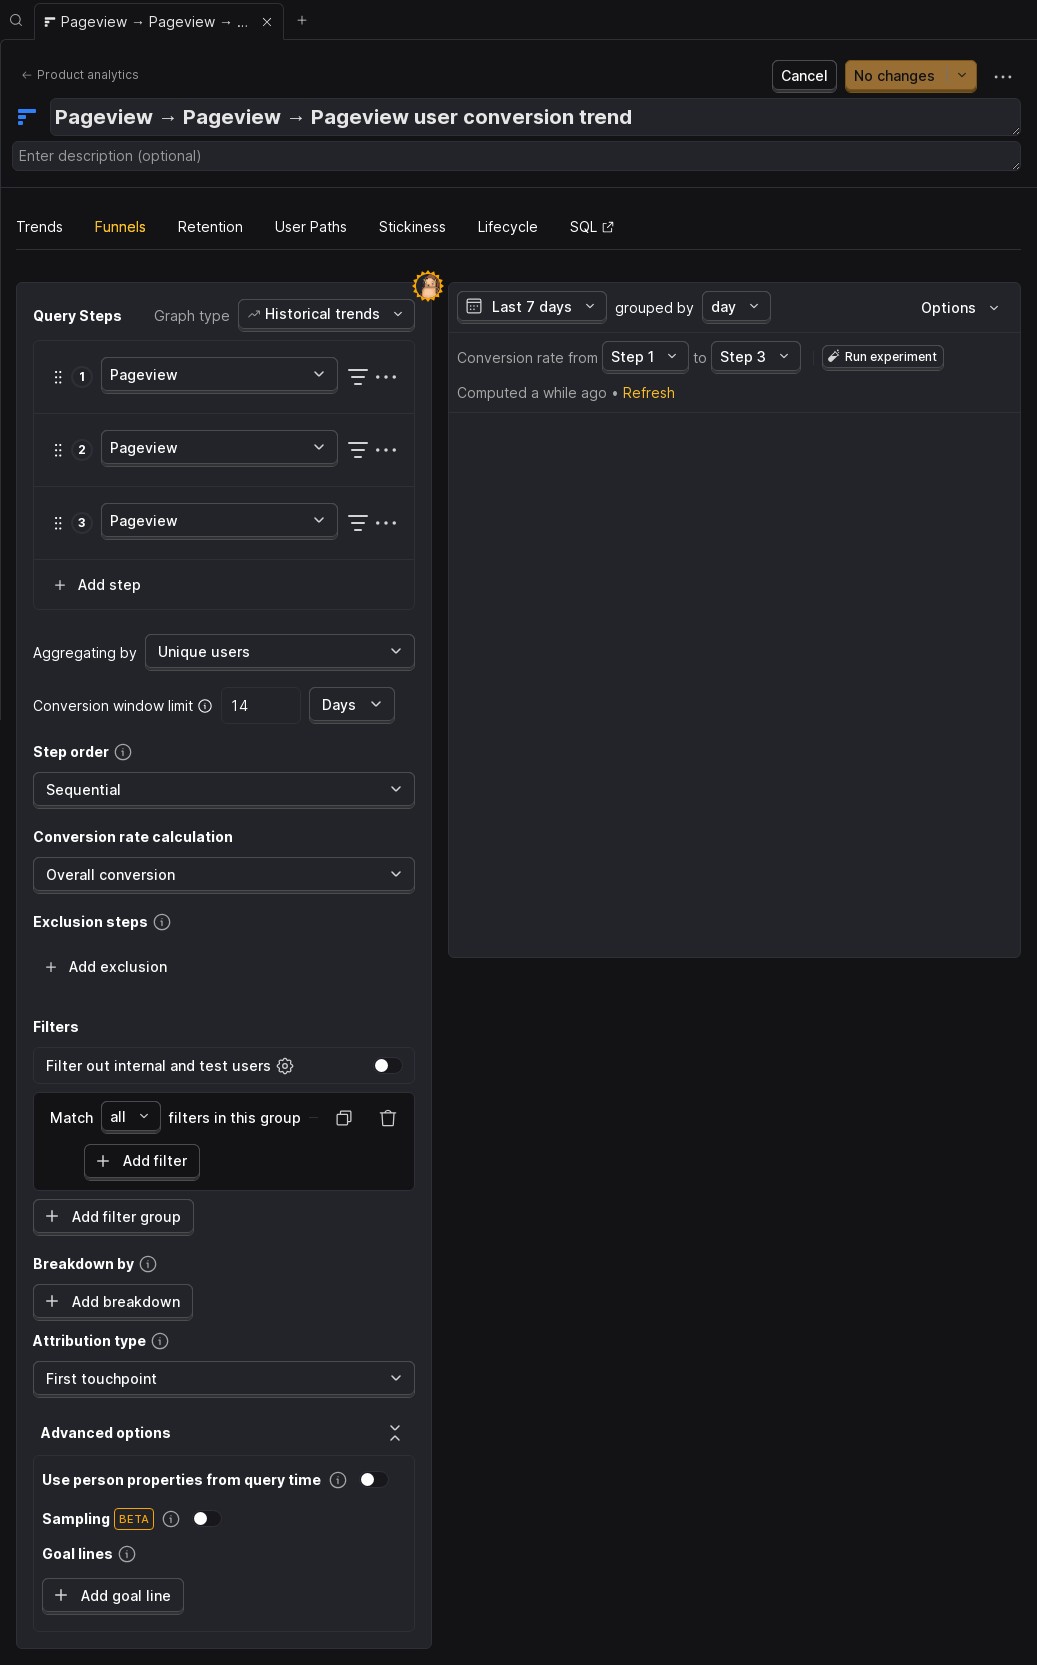 Pageview → Pageview → ...
← Product analytics
Cancel
No changes
Pageview → Pageview → Pageview user conversion trend
Enter description (optional)
Trends
Funnels
Retention
User Paths
Stickiness
Lifecycle
SQL
Query Steps
Graph type
Historical trends
1
Pageview
2
Pageview
3
Pageview
+ Add step
Aggregating by
Unique users
Conversion window limit
14
Days
Step order
Sequential
Conversion rate calculation
Overall conversion
Exclusion steps
+ Add exclusion
Filters
Filter out internal and test users
Match all filters in this group
+ Add filter
+ Add filter group
Breakdown by
+ Add breakdown
Attribution type
First touchpoint
Advanced options
Use person properties from query time
Sampling BETA
Goal lines
+ Add goal line
Last 7 days grouped by day
Options
Conversion rate from Step 1 to Step 3
Run experiment
Computed a while ago • Refresh